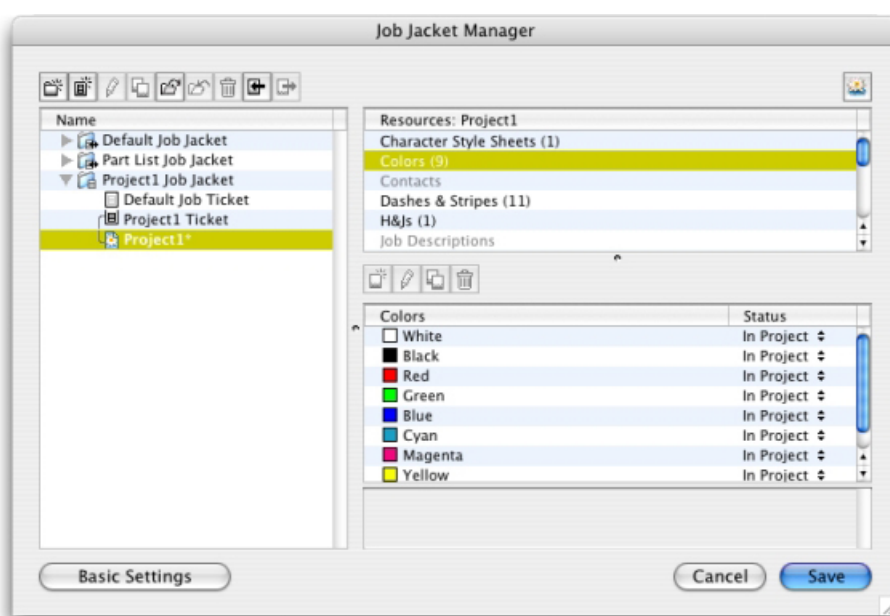 Job Jacket Manager
Name
Default Job Jacket
Part List Job Jacket
Project1 Job Jacket
Default Job Ticket
Project1 Ticket
Project1*
Resources: Project1
Character Style Sheets (1)
Colors (9)
Contacts
Dashes & Stripes (11)
H&Js (1)
Job Descriptions
Colors Status
White In Project
Black In Project
Red In Project
Green In Project
Blue In Project
Cyan In Project
Magenta In Project
Yellow In Project
Basic Settings Cancel Save